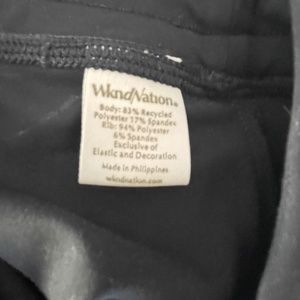 WkndNation®
Body: 83% Recycled
Polyester 17% Spandex
Rib: 94% Polyester
6% Spandex
Exclusive of
Elastic and Decoration
Made in Philippines
wkndnation.com